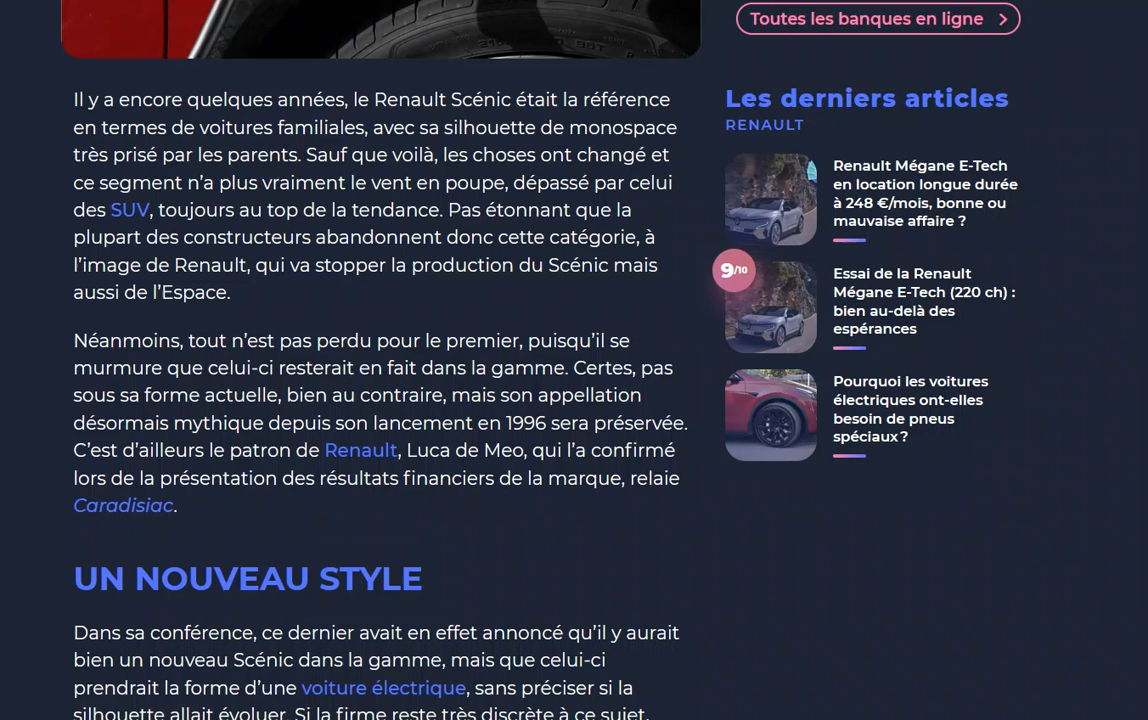 Toutes les banques en ligne
Il y a encore quelques années, le Renault Scénic était la référence
en termes de voitures familiales, avec sa silhouette de monospace
très prisé par les parents. Sauf que voilà, les choses ont changé et
ce segment n’a plus vraiment le vent en poupe, dépassé par celui
des SUV, toujours au top de la tendance. Pas étonnant que la
plupart des constructeurs abandonnent donc cette catégorie, à
l’image de Renault, qui va stopper la production du Scénic mais
aussi de l’Espace.
Néanmoins, tout n’est pas perdu pour le premier, puisqu’il se
murmure que celui-ci resterait en fait dans la gamme. Certes, pas
sous sa forme actuelle, bien au contraire, mais son appellation
désormais mythique depuis son lancement en 1996 sera préservée.
C’est d’ailleurs le patron de Renault, Luca de Meo, qui l’a confirmé
lors de la présentation des résultats financiers de la marque, relaie
Caradisiac.
UN NOUVEAU STYLE
Dans sa conférence, ce dernier avait en effet annoncé qu’il y aurait
bien un nouveau Scénic dans la gamme, mais que celui-ci
prendrait la forme d’une voiture électrique, sans préciser si la
silhouette allait évoluer. Si la firme reste très discrète à ce sujet,
Les derniers articles
RENAULT
Renault Mégane E-Tech
en location longue durée
à 248 €/mois, bonne ou
mauvaise affaire ?
9/10
Essai de la Renault
Mégane E-Tech (220 ch) :
bien au-delà des
espérances
Pourquoi les voitures
électriques ont-elles
besoin de pneus
spéciaux ?